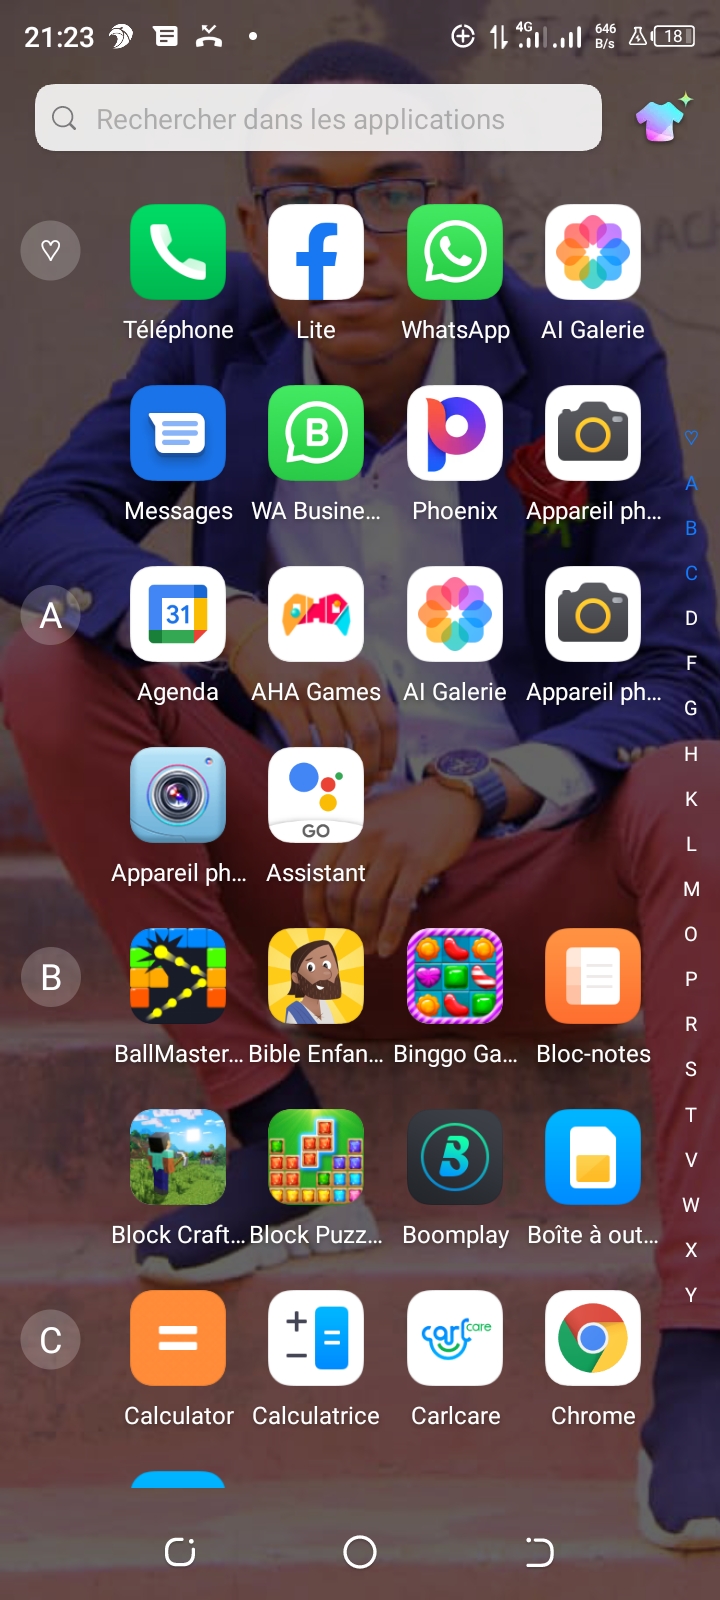 21:23 4G 646 B/s 18
Rechercher dans les applications
Téléphone Lite WhatsApp AI Galerie
B
Messages WA Busine... Phoenix Appareil ph...
A
B
C
D
F
G
H
K
L
M
O
P
R
S
T
V
W
X
Y
A
31
Agenda AHA Games AI Galerie Appareil ph...
GO
Appareil ph... Assistant
B
BallMaster... Bible Enfan... Binggo Ga... Bloc-notes
Block Craft... Block Puzz... Boomplay Boîte à out...
C
carlcare
Calculator Calculatrice Carlcare Chrome